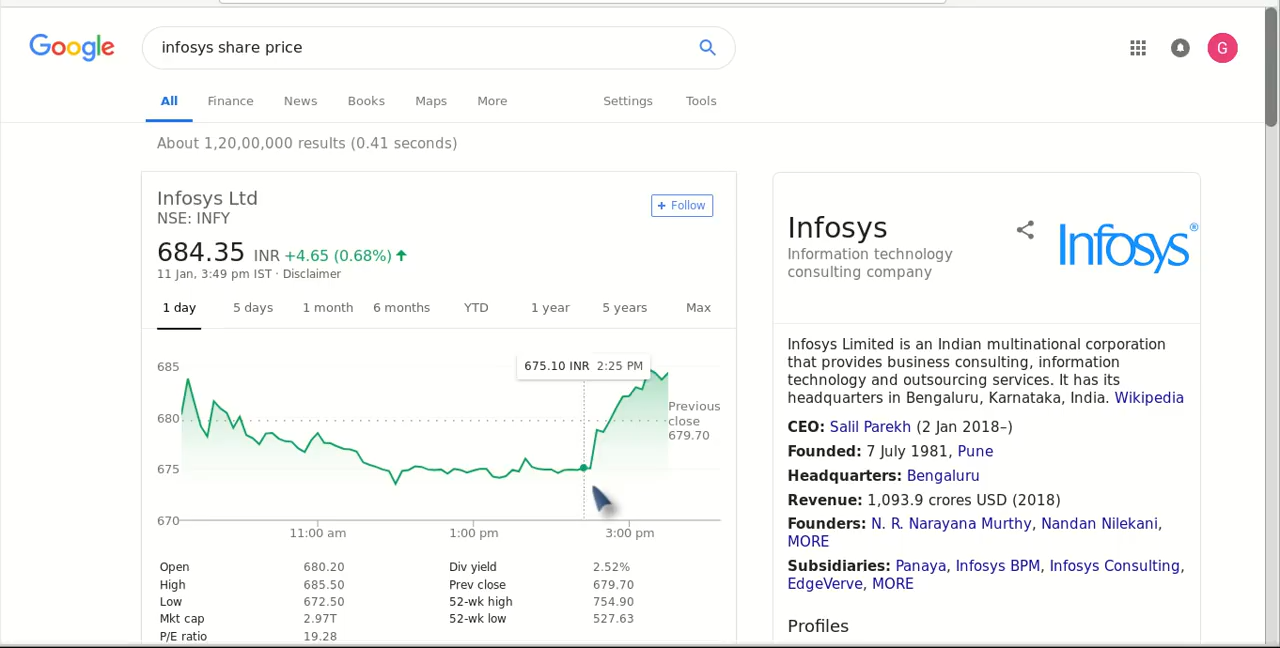 Google
infosys share price
G
All Finance News Books Maps More Settings Tools
About 1,20,00,000 results (0.41 seconds)
Infosys Ltd
NSE: INFY
+ Follow
684.35 INR +4.65 (0.68%)
11 Jan, 3:49 pm IST · Disclaimer
1 day 5 days 1 month 6 months YTD 1 year 5 years Max
675.10 INR 2:25 PM
685
680
675
670
Previous
close
679.70
11:00 am 1:00 pm 3:00 pm
Open 680.20 Div yield 2.52%
High 685.50 Prev close 679.70
Low 672.50 52-wk high 754.90
Mkt cap 2.97T 52-wk low 527.63
P/E ratio 19.28
Infosys
Information technology
consulting company
Infosys®
Infosys Limited is an Indian multinational corporation
that provides business consulting, information
technology and outsourcing services. It has its
headquarters in Bengaluru, Karnataka, India. Wikipedia
CEO: Salil Parekh (2 Jan 2018–)
Founded: 7 July 1981, Pune
Headquarters: Bengaluru
Revenue: 1,093.9 crores USD (2018)
Founders: N. R. Narayana Murthy, Nandan Nilekani,
MORE
Subsidiaries: Panaya, Infosys BPM, Infosys Consulting,
EdgeVerve, MORE
Profiles